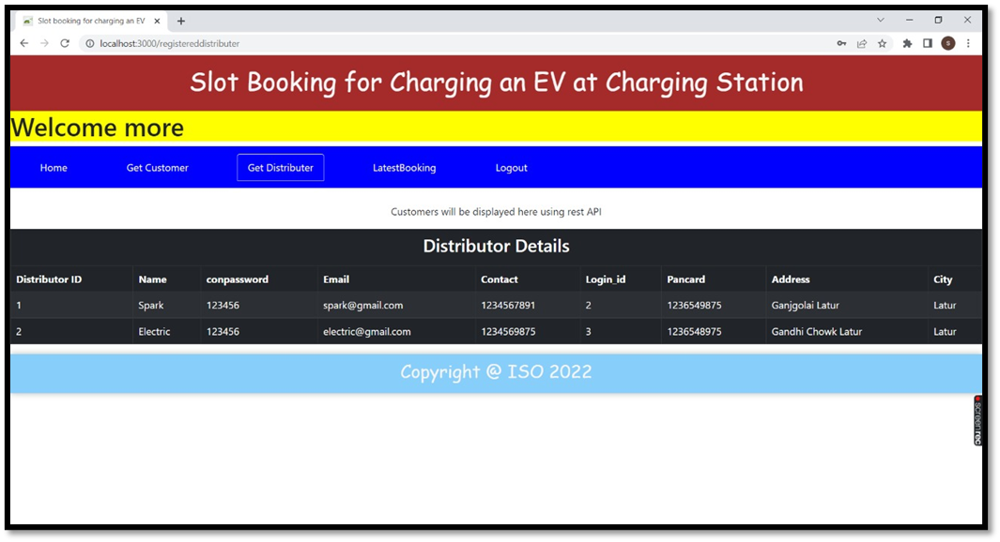 Slot booking for charging an EV
localhost:3000/registereddistributer
S
Slot Booking for Charging an EV at Charging Station
Welcome more
Home Get Customer Get Distributer LatestBooking Logout
Customers will be displayed here using rest API
Distributor Details
Distributor ID Name conpassword Email Contact Login_id Pancard Address City
1 Spark 123456 spark@gmail.com 1234567891 2 1236549875 Ganjgolai Latur Latur
2 Electric 123456 electric@gmail.com 1234569875 3 1236548975 Gandhi Chowk Latur Latur
Copyright @ ISO 2022
screenrec